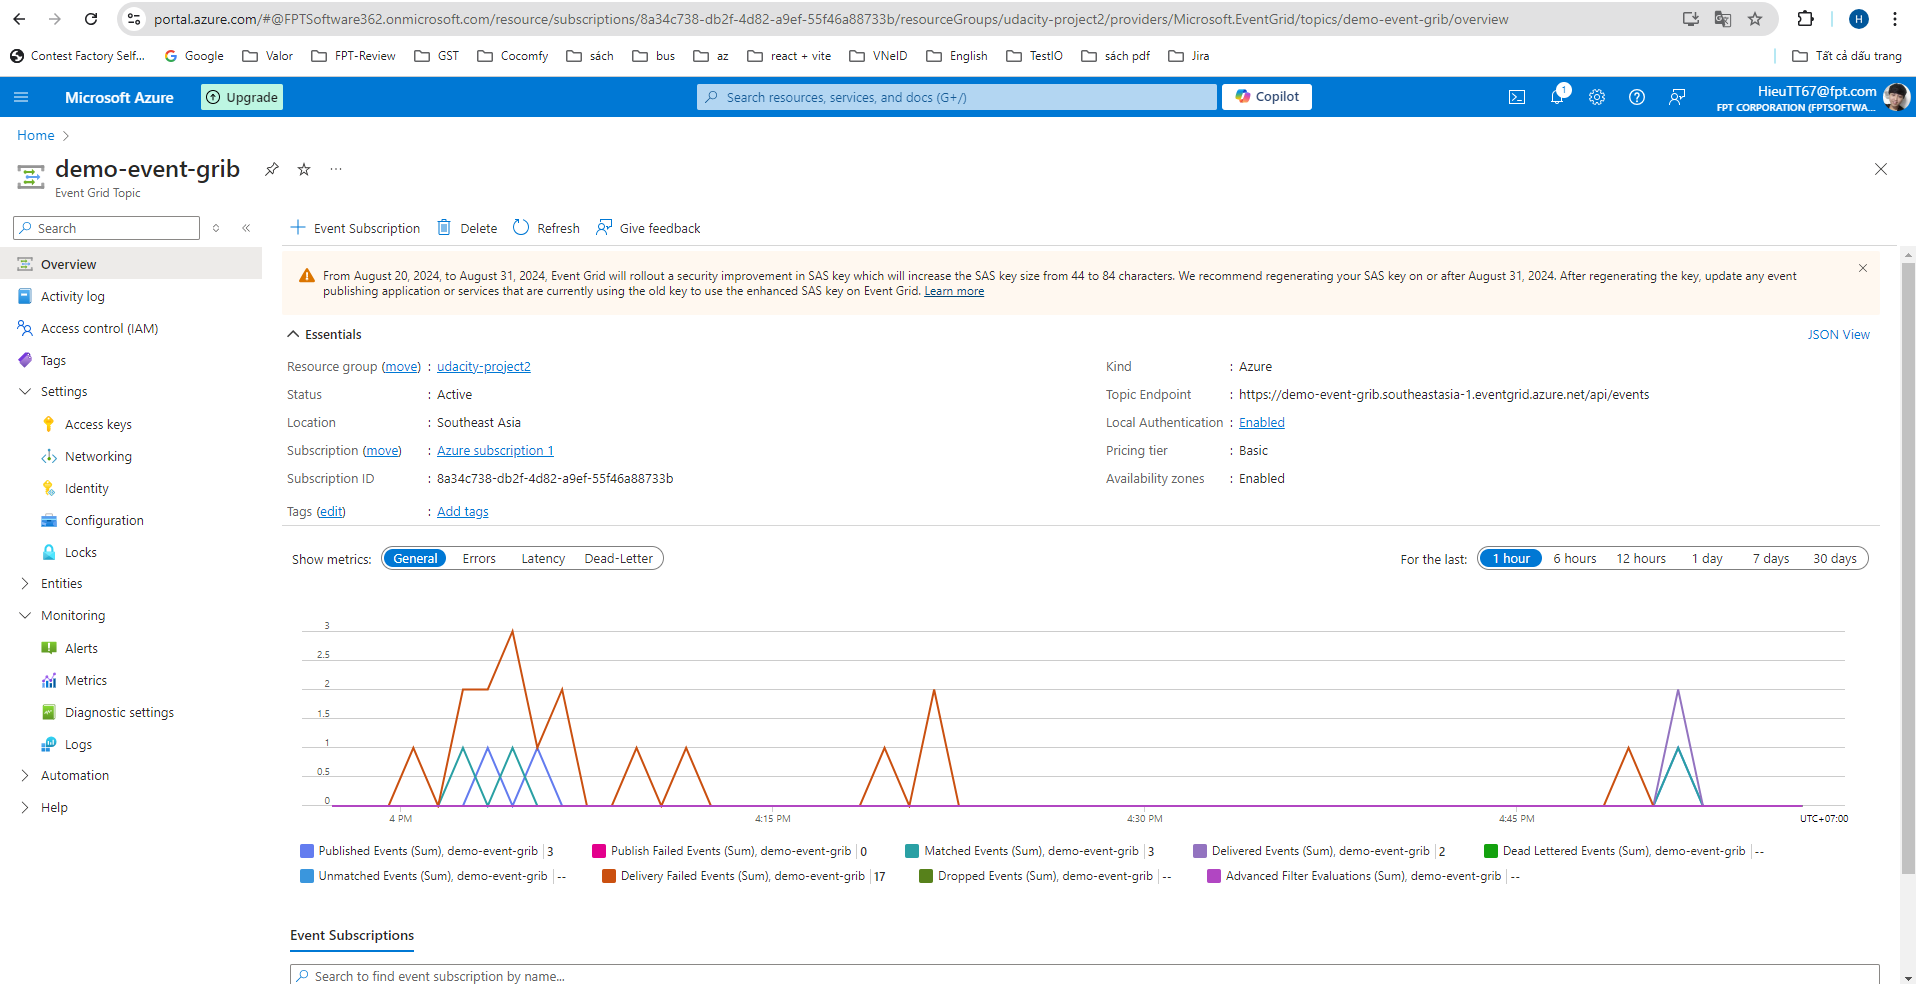 portal.azure.com/#@FPTSoftware362.onmicrosoft.com/resource/subscriptions/8a34c738-db2f-4d82-a9ef-55f46a88733b/resourceGroups/udacity-project2/providers/Microsoft.EventGrid/topics/demo-event-grib/overview
H
Contest Factory Self... Google Valor FPT-Review GST Cocomfy sách bus az react + vite VNeID English TestIO sách pdf Jira Tất cả dấu trang
Microsoft Azure Upgrade Search resources, services, and docs (G+/) Copilot 1 HieuTT67@fpt.com
FPT CORPORATION (FPTSOFTWA...
Home
demo-event-grib
Event Grid Topic
Search
Event Subscription Delete Refresh Give feedback
Overview
Activity log
Access control (IAM)
Tags
Settings
Access keys
Networking
Identity
Configuration
Locks
Entities
Monitoring
Alerts
Metrics
Diagnostic settings
Logs
Automation
Help
From August 20, 2024, to August 31, 2024, Event Grid will rollout a security improvement in SAS key which will increase the SAS key size from 44 to 84 characters. We recommend regenerating your SAS key on or after August 31, 2024. After regenerating the key, update any event
publishing application or services that are currently using the old key to use the enhanced SAS key on Event Grid. Learn more
Essentials JSON View
Resource group (move) : udacity-project2
Status : Active
Location : Southeast Asia
Subscription (move) : Azure subscription 1
Subscription ID : 8a34c738-db2f-4d82-a9ef-55f46a88733b
Tags (edit) : Add tags
Kind : Azure
Topic Endpoint : https://demo-event-grib.southeastasia-1.eventgrid.azure.net/api/events
Local Authentication : Enabled
Pricing tier : Basic
Availability zones : Enabled
Show metrics: General Errors Latency Dead-Letter For the last: 1 hour 6 hours 12 hours 1 day 7 days 30 days
3
2.5
2
1.5
1
0.5
0
4 PM 4:15 PM 4:30 PM 4:45 PM UTC+07:00
Published Events (Sum), demo-event-grib 3 Publish Failed Events (Sum), demo-event-grib 0 Matched Events (Sum), demo-event-grib 3 Delivered Events (Sum), demo-event-grib 2 Dead Lettered Events (Sum), demo-event-grib --
Unmatched Events (Sum), demo-event-grib -- Delivery Failed Events (Sum), demo-event-grib 17 Dropped Events (Sum), demo-event-grib -- Advanced Filter Evaluations (Sum), demo-event-grib --
Event Subscriptions
Search to find event subscription by name...